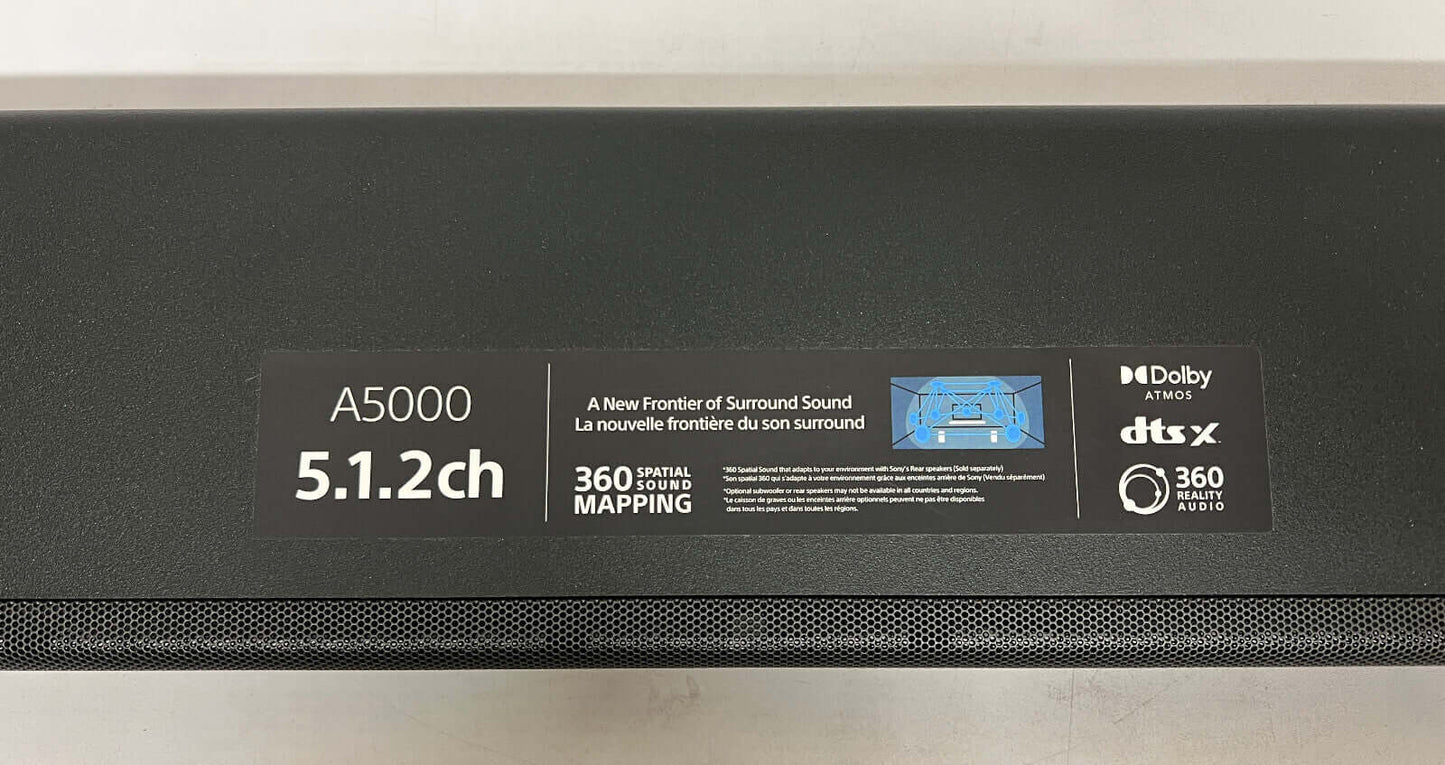 A5000
5.1.2ch
A New Frontier of Surround Sound
La nouvelle frontière du son surround
360 SPATIAL
SOUND
MAPPING
*360 Spatial Sound that adapts to your environment with Sony's Rear speakers (Sold separately)
*Son spatial 360 qui s'adapte à votre environnement grâce aux enceintes arrière de Sony (Vendu séparément)
*Optional subwoofer or rear speakers may not be available in all countries and regions.
*Le caisson de graves ou les enceintes arrière optionnels peuvent ne pas être disponibles
dans tous les pays et dans toutes les régions.
Dolby
ATMOS
dts x
360
REALITY
AUDIO